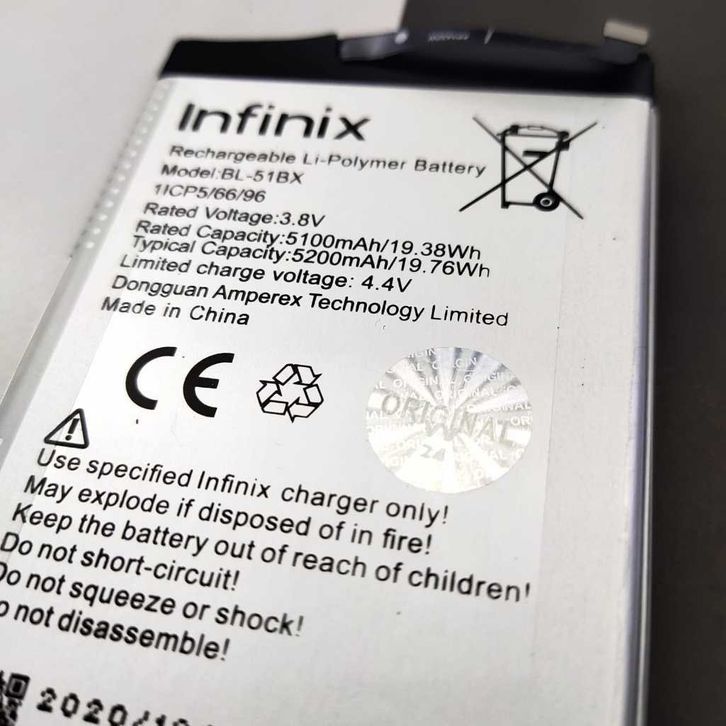 Infinix
Rechargeable Li-Polymer Battery
Model:BL-51BX
1ICP5/66/96
Rated Voltage:3.8V
Rated Capacity:5100mAh/19.38Wh
Typical Capacity:5200mAh/19.76Wh
Limited charge voltage: 4.4V
Dongguan Amperex Technology Limited
Made in China
CE
ORIGINAL
Use specified Infinix charger only!
May explode if disposed of in fire!
Keep the battery out of reach of children!
Do not short-circuit!
Do not squeeze or shock!
o not disassemble!